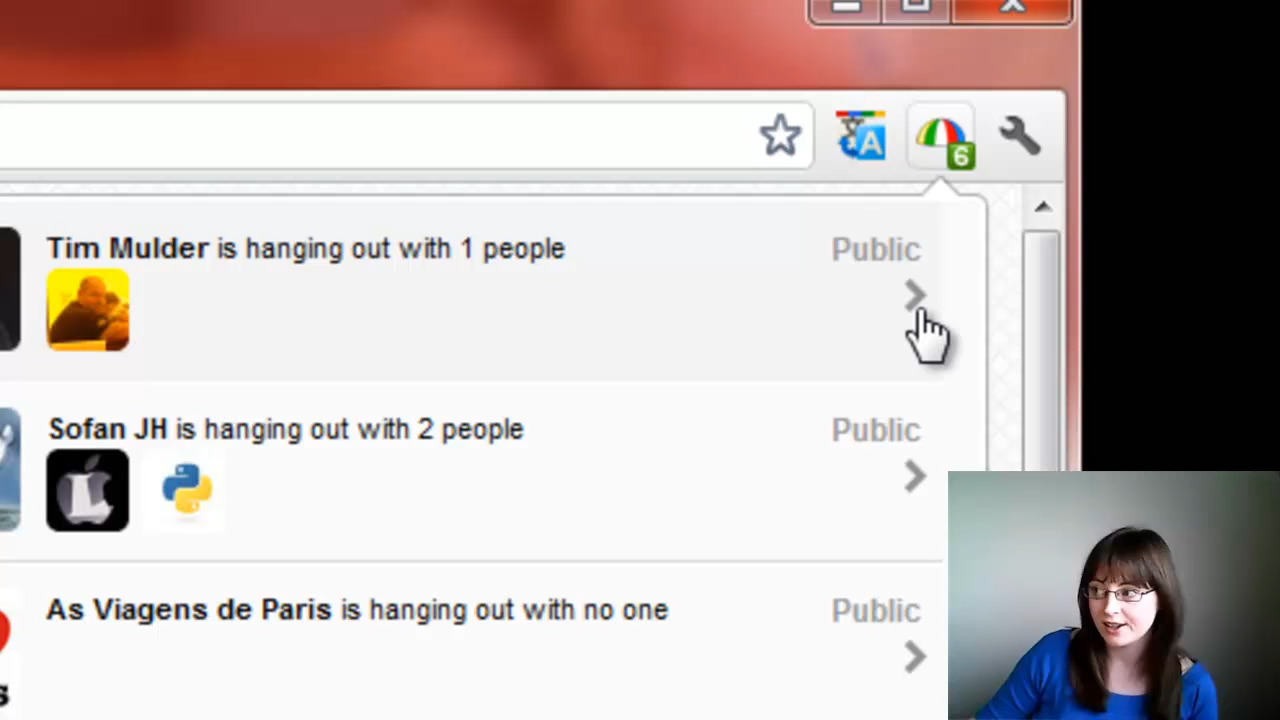 A
6
Tim Mulder is hanging out with 1 people
Public
Sofan JH is hanging out with 2 people
Public
L
As Viagens de Paris is hanging out with no one
Public
s